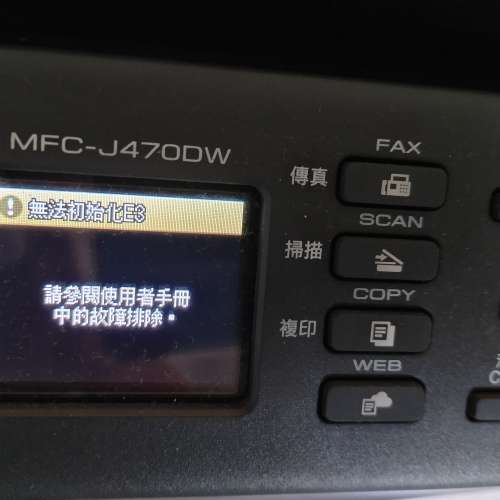 MFC-J470DW
無法初始化E3
請參閱使用者手冊
中的故障排除。
FAX
傳真
SCAN
掃描
COPY
複印
WEB